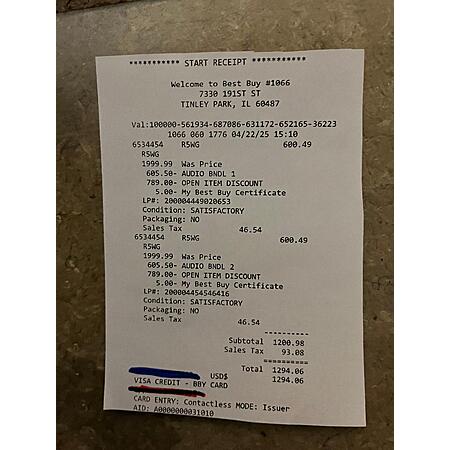 *********** START RECEIPT ***********
Welcome to Best Buy #1066
7330 191ST ST
TINLEY PARK, IL 60487
Val:100000-561934-687086-631172-652165-36223
1066 060 1776 04/22/25 15:10
6534454 R5WG 600.49
R5WG
1999.99 Was Price
605.50- AUDIO BNDL 1
789.00- OPEN ITEM DISCOUNT
5.00- My Best Buy Certificate
LP#: 200004449020653
Condition: SATISFACTORY
Packaging: NO
Sales Tax 46.54
6534454 R5WG 600.49
R5WG
1999.99 Was Price
605.50- AUDIO BNDL 2
789.00- OPEN ITEM DISCOUNT
5.00- My Best Buy Certificate
LP#: 200004454546416
Condition: SATISFACTORY
Packaging: NO
Sales Tax 46.54
----------
Subtotal 1200.98
Sales Tax 93.08
==========
Total 1294.06
USD$ 1294.06
VISA CREDIT - BBY CARD
CARD ENTRY: Contactless MODE: Issuer
AID: A0000000031010